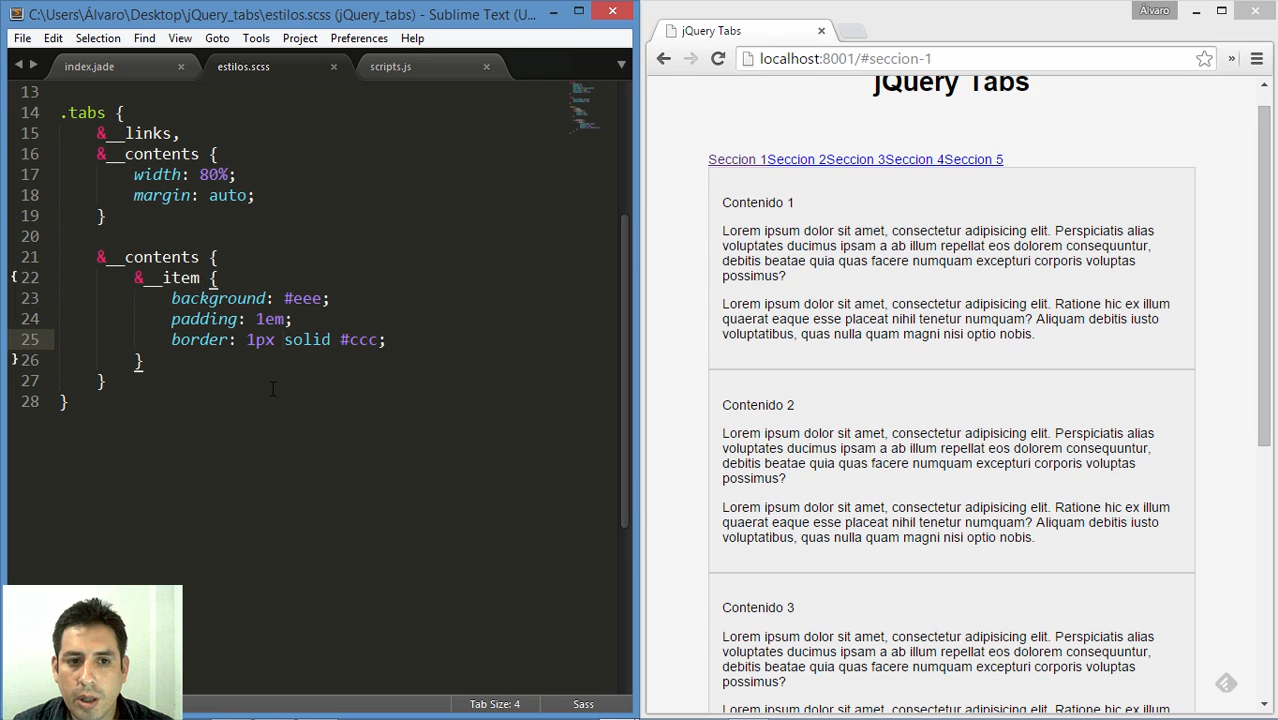 C:\Users\Álvaro\Desktop\jQuery_tabs\estilos.scss (jQuery_tabs) - Sublime Text (U...
File Edit Selection Find View Goto Tools Project Preferences Help
index.jade × estilos.scss × scripts.js ×
13
14 .tabs {
15 &__links,
16 &__contents {
17 width: 80%;
18 margin: auto;
19 }
20
21 &__contents {
22 &__item {
23 background: #eee;
24 padding: 1em;
25 border: 1px solid #ccc;
26 }
27 }
28 }
Tab Size: 4 Sass
Álvaro
jQuery Tabs ×
localhost:8001/#seccion-1 »
jQuery Tabs
Seccion 1Seccion 2Seccion 3Seccion 4Seccion 5
Contenido 1
Lorem ipsum dolor sit amet, consectetur adipisicing elit. Perspiciatis alias
voluptates ducimus ipsam a ab illum repellat eos dolorem consequuntur,
debitis beatae quia quas facere numquam excepturi corporis voluptas
possimus?
Lorem ipsum dolor sit amet, consectetur adipisicing elit. Ratione hic ex illum
quaerat eaque esse placeat nihil tenetur numquam? Aliquam debitis iusto
voluptatibus, quas nulla quam magni nisi optio nobis.
Contenido 2
Lorem ipsum dolor sit amet, consectetur adipisicing elit. Perspiciatis alias
voluptates ducimus ipsam a ab illum repellat eos dolorem consequuntur,
debitis beatae quia quas facere numquam excepturi corporis voluptas
possimus?
Lorem ipsum dolor sit amet, consectetur adipisicing elit. Ratione hic ex illum
quaerat eaque esse placeat nihil tenetur numquam? Aliquam debitis iusto
voluptatibus, quas nulla quam magni nisi optio nobis.
Contenido 3
Lorem ipsum dolor sit amet, consectetur adipisicing elit. Perspiciatis alias
voluptates ducimus ipsam a ab illum repellat eos dolorem consequuntur,
debitis beatae quia quas facere numquam excepturi corporis voluptas
possimus?